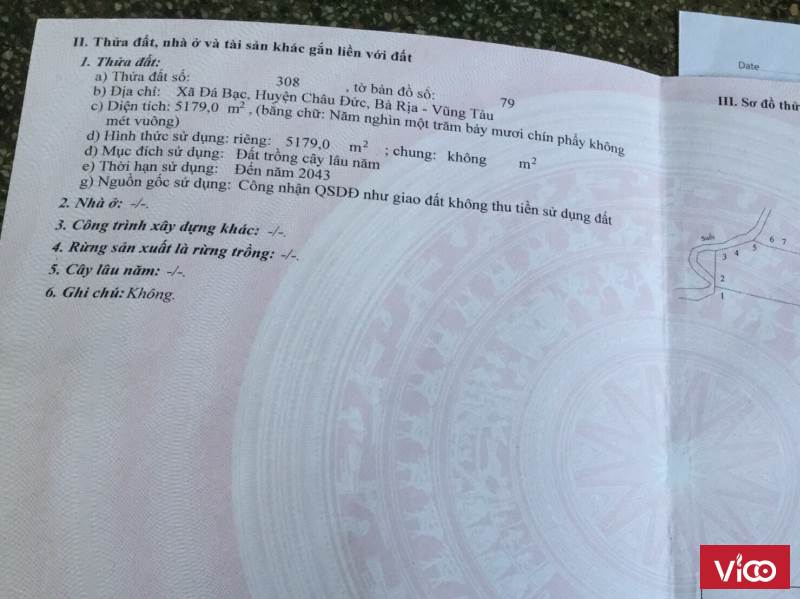 II. Thửa đất, nhà ở và tài sản khác gắn liền với đất
1. Thửa đất:
a) Thửa đất số: 308 , tờ bản đồ số: 79
b) Địa chỉ: Xã Đá Bạc, Huyện Châu Đức, Bà Rịa - Vũng Tàu
c) Diện tích: 5179,0 m² , (bằng chữ: Năm nghìn một trăm bảy mươi chín phẩy không
mét vuông)
d) Hình thức sử dụng: riêng: 5179,0 m² ; chung: không m²
đ) Mục đích sử dụng: Đất trồng cây lâu năm
e) Thời hạn sử dụng: Đến năm 2043
g) Nguồn gốc sử dụng: Công nhận QSDĐ như giao đất không thu tiền sử dụng đất
2. Nhà ở: -/-.
3. Công trình xây dựng khác: -/-.
4. Rừng sản xuất là rừng trồng: -/-.
5. Cây lâu năm: -/-.
6. Ghi chú: Không.
Date
III. Sơ đồ thử
Suối
6 7
5
4
3
2
1
ViCO